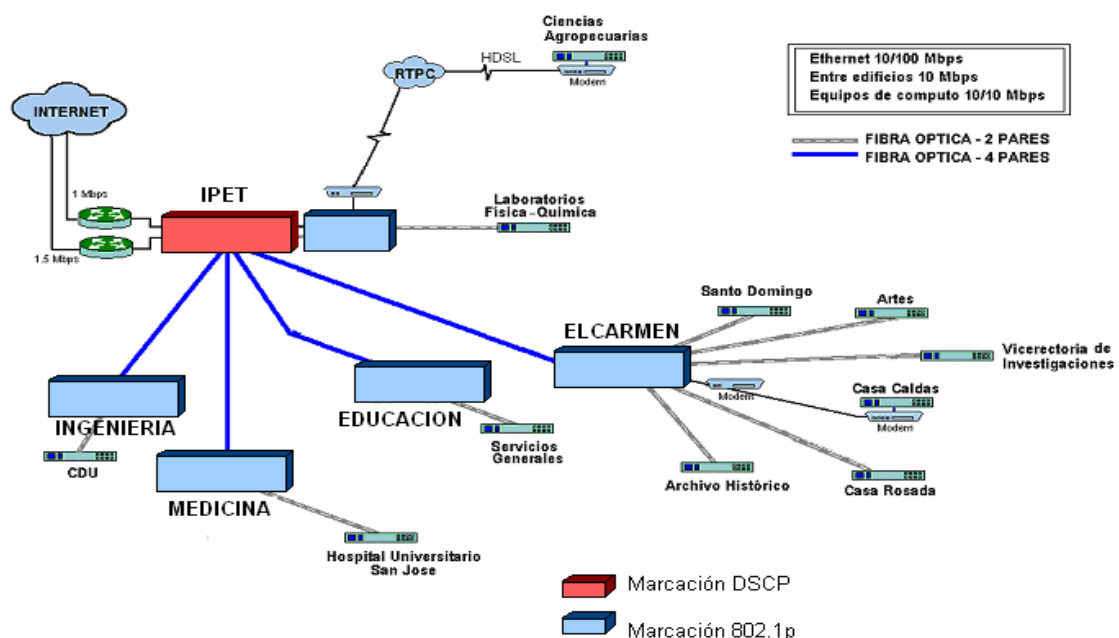 Ciencias
Agropecuarias
HDSL
RTPC
Modem
Ethernet 10/100 Mbps
Entre edificios 10 Mbps
Equipos de computo 10/10 Mbps
INTERNET
FIBRA OPTICA - 2 PARES
FIBRA OPTICA - 4 PARES
1 Mbps
IPET
Laboratorios
Física-Química
1.5 Mbps
Santo Domingo
Artes
ELCARMEN
Vicerectoria de
Investigaciones
Modem
Casa Caldas
Modem
INGENIERIA
EDUCACION
CDU
Servicios
Generales
Archivo Histórico
Casa Rosada
MEDICINA
Hospital Universitario
San Jose
Marcación DSCP
Marcación 802.1p